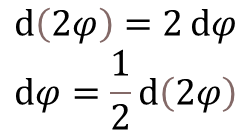 d(2φ) = 2 dφ
dφ = 1/2 d(2φ)